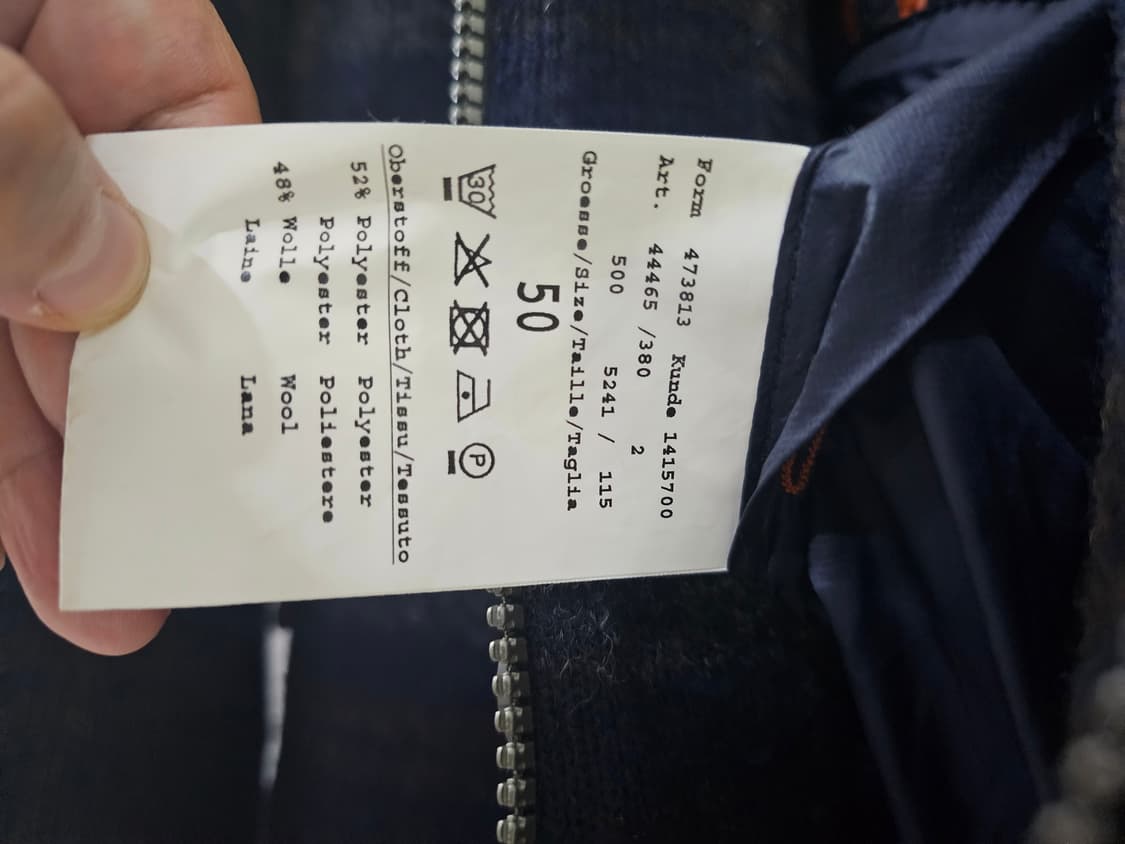 Form 473813 Kunde 1415700
Art. 44465 /380 2
500 5241 / 115
Groesse/Size/Taille/Taglia
50
30 P
Oberstoff/Cloth/Tissu/Tessuto
52% Polyester Polyester
Polyester Poliestere
48% Wolle Wool
Laine Lana